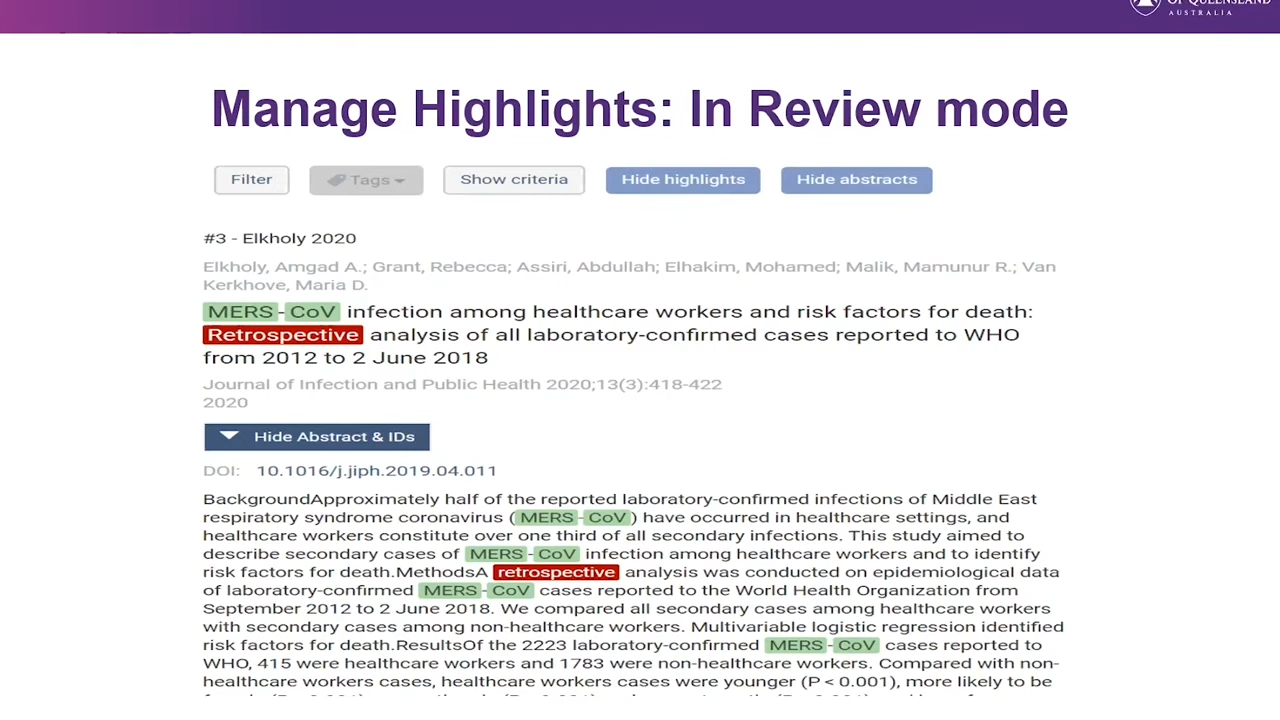 OF QUEENSLAND
AUSTRALIA
Manage Highlights: In Review mode
Filter
Tags
Show criteria
Hide highlights
Hide abstracts
#3 - Elkholy 2020
Elkholy, Amgad A.; Grant, Rebecca; Assiri, Abdullah; Elhakim, Mohamed; Malik, Mamunur R.; Van
Kerkhove, Maria D.
MERS-CoV infection among healthcare workers and risk factors for death:
Retrospective analysis of all laboratory-confirmed cases reported to WHO
from 2012 to 2 June 2018
Journal of Infection and Public Health 2020;13(3):418-422
2020
Hide Abstract & IDs
DOI: 10.1016/j.jiph.2019.04.011
BackgroundApproximately half of the reported laboratory-confirmed infections of Middle East
respiratory syndrome coronavirus (MERS-CoV) have occurred in healthcare settings, and
healthcare workers constitute over one third of all secondary infections. This study aimed to
describe secondary cases of MERS-CoV infection among healthcare workers and to identify
risk factors for death.MethodsA retrospective analysis was conducted on epidemiological data
of laboratory-confirmed MERS-CoV cases reported to the World Health Organization from
September 2012 to 2 June 2018. We compared all secondary cases among healthcare workers
with secondary cases among non-healthcare workers. Multivariable logistic regression identified
risk factors for death.ResultsOf the 2223 laboratory-confirmed MERS-CoV cases reported to
WHO, 415 were healthcare workers and 1783 were non-healthcare workers. Compared with non-
healthcare workers cases, healthcare workers cases were younger (P < 0.001), more likely to be